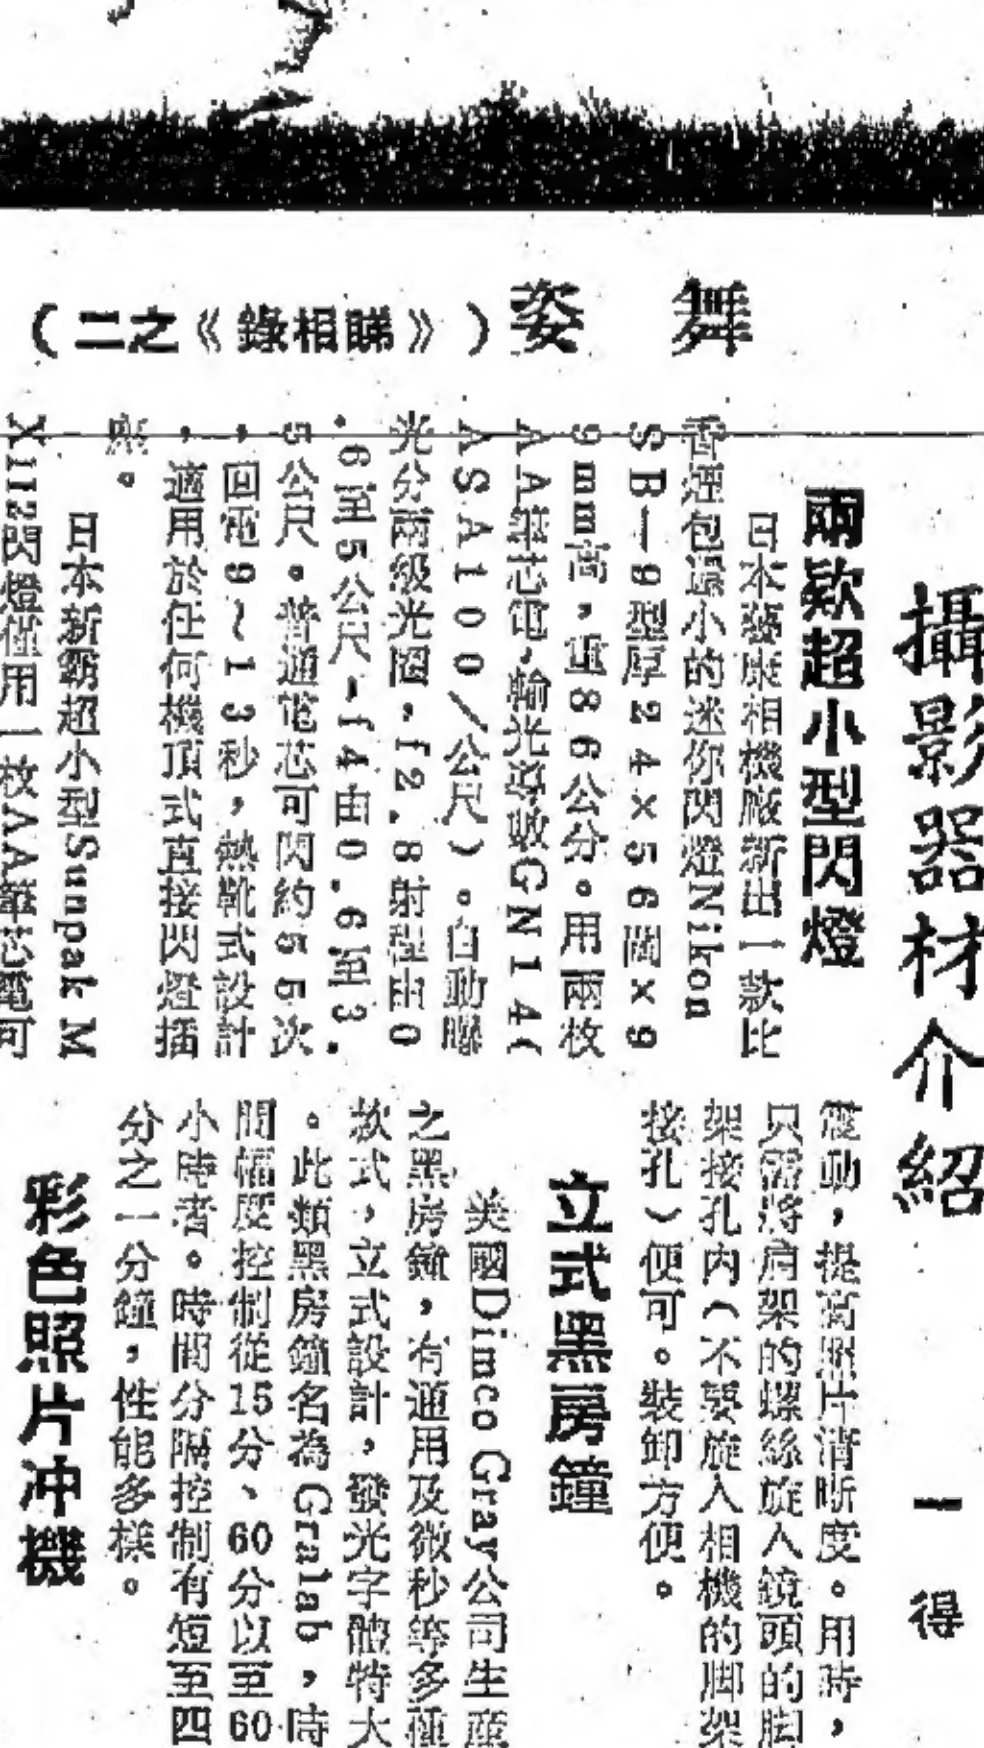 舞姿（《錄相睇》之二）
攝影器材介紹
一得
兩欵超小型閃燈
日本藝康相機廠新出一款比
香煙包還小的迷你閃燈Nikon
SB—9型厚24×56闊×9
9mm高，重86公分。用兩枚
AA筆芯電，輸光導數GN14（
ASA100／公尺）。自動曝
光分兩級光圈，f2.8射程由0
.6至5公尺，f4由0.6至3.
5公尺。普通電芯可閃約55次
，回電9～13秒，熱靴式設計
，適用於任何機頂式直接閃燈插
座。
日本新霸超小型Sunpak M
X112閃燈僅用一枚AAA筆芯電可
震動，提高照片清晰度。用時，
只需將肩架的螺絲旋入鏡頭的脚
架接孔內（不要旋入相機的脚架
接孔）便可。裝卸方便。
立式黑房鐘
美國Dimco Gray公司生產
之黑房鐘，有通用及微秒等多種
款式，立式設計，發光字體特大
。此類黑房鐘名為Gralab，時
間幅度控制從15分、60分以至60
小時者。時間分隔控制有短至四
分之一分鐘，性能多樣。
彩色照片冲機